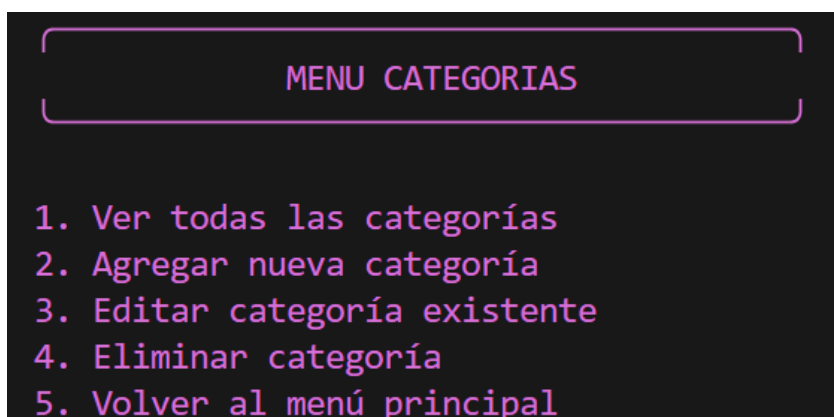 MENU CATEGORIAS
1. Ver todas las categorías
2. Agregar nueva categoría
3. Editar categoría existente
4. Eliminar categoría
5. Volver al menú principal